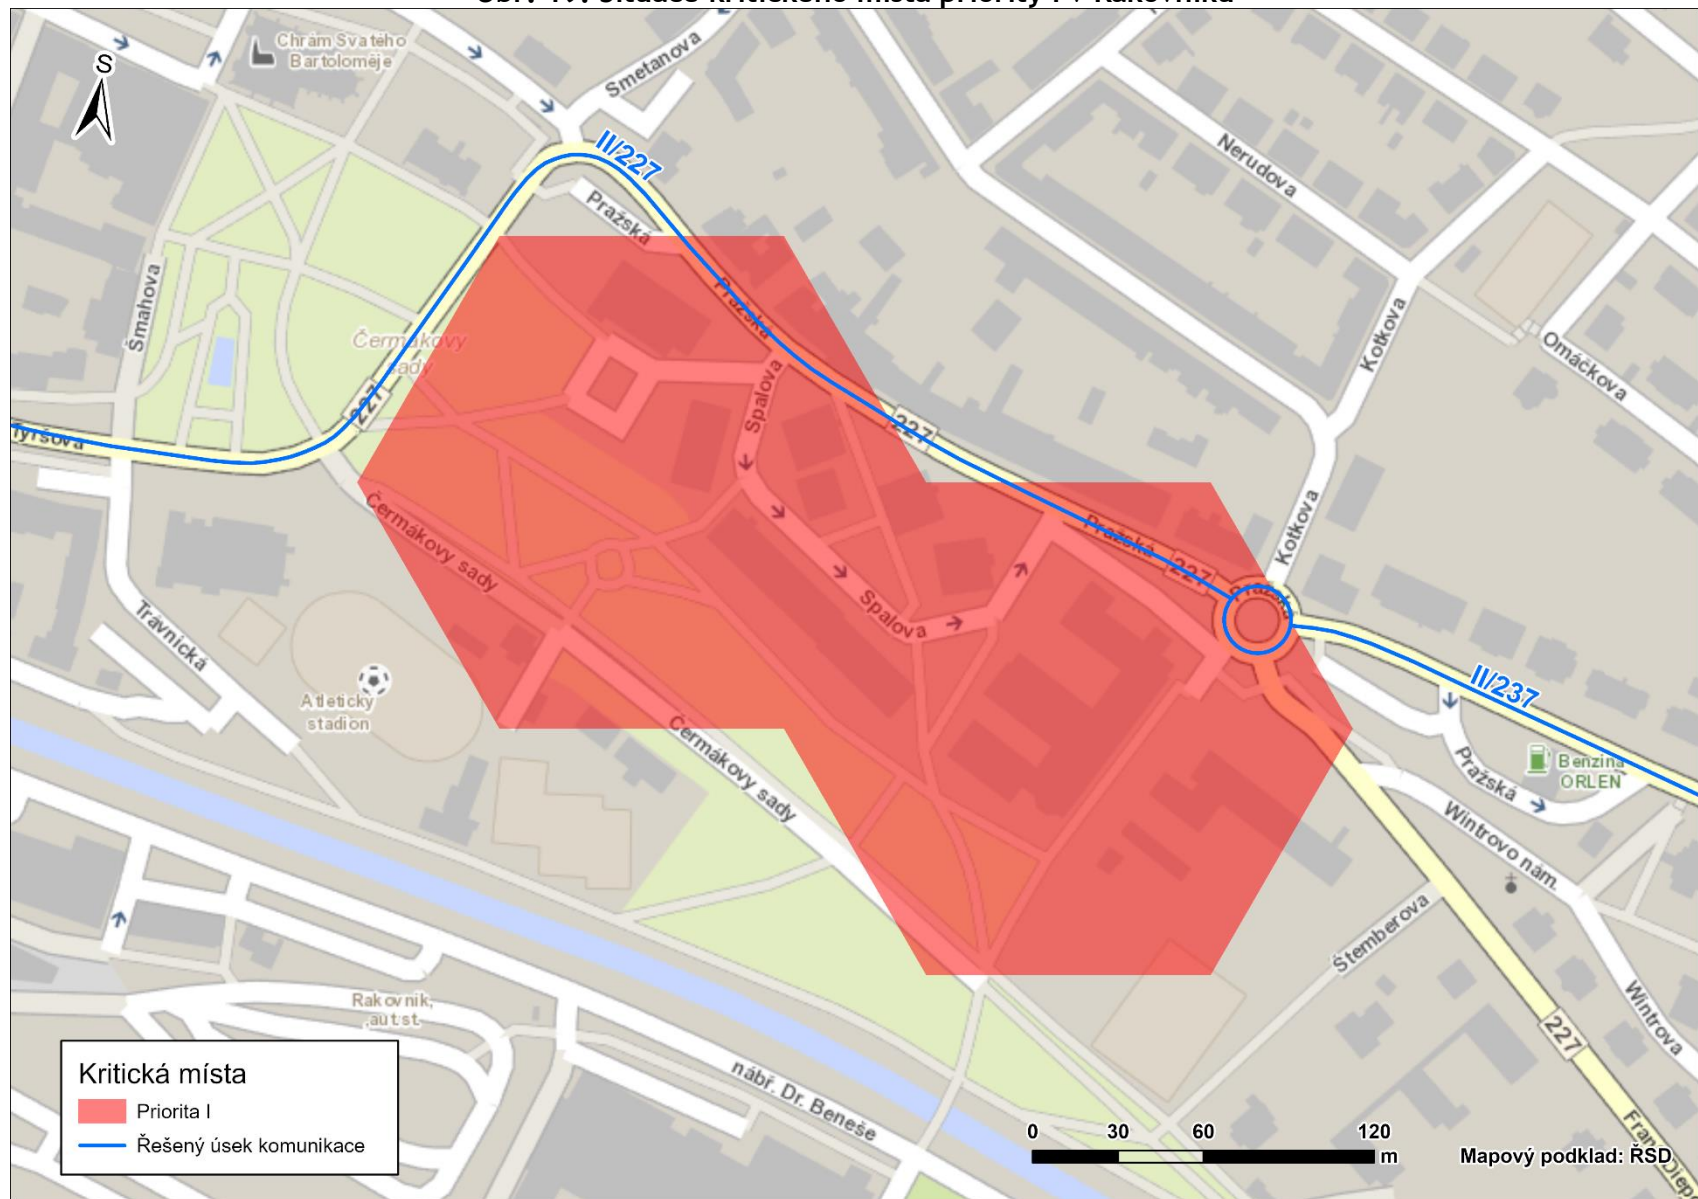 S
Chrám Svatého
Bartoloměje
Smetanova
II/227
Pražská
Nerudova
Šmahova
Čermákovy
sady
Pražská
Kotkova
Omáčkova
227
Spalova
227
Tyršova
Čermákovy sady
Pražská
227
Kotkova
Pražská
Trávnická
Spalova
Atletický
stadion
II/237
Čermákovy sady
Benzina
ORLEN
Pražská
Wintrovo nám.
Štemberova
Rakovník,
,aut.st.
227
Wintrova
nábř. Dr. Beneše
Kritická místa
Priorita I
Řešený úsek komunikace
0 30 60 120
m
Mapový podklad: ŘSD